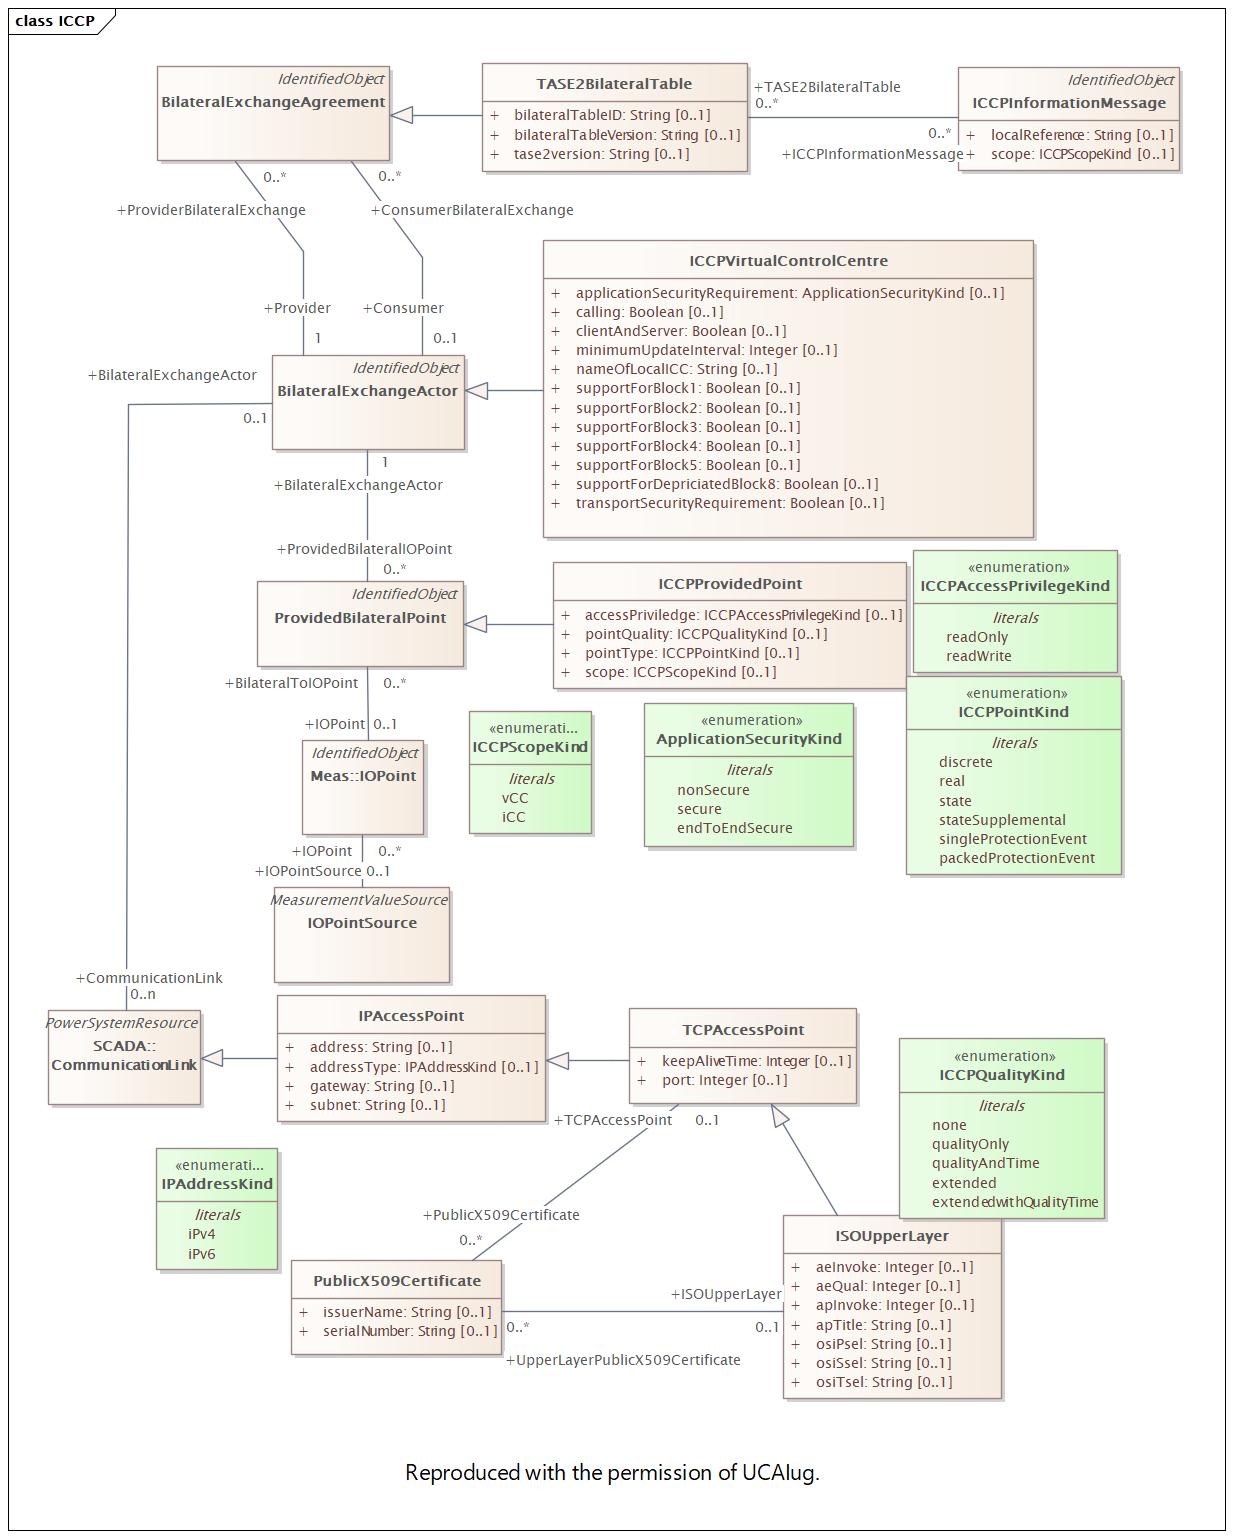 class ICCP
IdentifiedObject
BilateralExchangeAgreement
TASE2BilateralTable
+ bilateralTableID: String [0..1]
+ bilateralTableVersion: String [0..1]
+ tase2version: String [0..1]
+TASE2BilateralTable
0..*
0..*
+ICCPInformationMessage
IdentifiedObject
ICCPInformationMessage
+ localReference: String [0..1]
+ scope: ICCPScopeKind [0..1]
0..*
0..*
+ProviderBilateralExchange
+ConsumerBilateralExchange
+Provider
+Consumer
1
0..1
ICCPVirtualControlCentre
+ applicationSecurityRequirement: ApplicationSecurityKind [0..1]
+ calling: Boolean [0..1]
+ clientAndServer: Boolean [0..1]
+ minimumUpdateInterval: Integer [0..1]
+ nameOfLocalICC: String [0..1]
+ supportForBlock1: Boolean [0..1]
+ supportForBlock2: Boolean [0..1]
+ supportForBlock3: Boolean [0..1]
+ supportForBlock4: Boolean [0..1]
+ supportForBlock5: Boolean [0..1]
+ supportForDepriciatedBlock8: Boolean [0..1]
+ transportSecurityRequirement: Boolean [0..1]
+BilateralExchangeActor
0..1
IdentifiedObject
BilateralExchangeActor
1
+BilateralExchangeActor
+ProvidedBilateralIOPoint
0..*
IdentifiedObject
ProvidedBilateralPoint
ICCPProvidedPoint
+ accessPriviledge: ICCPAccessPrivilegeKind [0..1]
+ pointQuality: ICCPQualityKind [0..1]
+ pointType: ICCPPointKind [0..1]
+ scope: ICCPScopeKind [0..1]
«enumeration»
ICCPAccessPrivilegeKind
literals
readOnly
readWrite
«enumeration»
ICCPPointKind
literals
discrete
real
state
stateSupplemental
singleProtectionEvent
packedProtectionEvent
+BilateralToIOPoint
0..*
+IOPoint
0..1
IdentifiedObject
Meas::IOPoint
«enumerati...
ICCPScopeKind
literals
vCC
iCC
«enumeration»
ApplicationSecurityKind
literals
nonSecure
secure
endToEndSecure
+IOPoint
0..*
+IOPointSource 0..1
MeasurementValueSource
IOPointSource
+CommunicationLink
0..n
PowerSystemResource
SCADA::
CommunicationLink
IPAccessPoint
+ address: String [0..1]
+ addressType: IPAddressKind [0..1]
+ gateway: String [0..1]
+ subnet: String [0..1]
TCPAccessPoint
+ keepAliveTime: Integer [0..1]
+ port: Integer [0..1]
«enumeration»
ICCPQualityKind
literals
none
qualityOnly
qualityAndTime
extended
extendedwithQualityTime
+TCPAccessPoint
0..1
«enumerati...
IPAddressKind
literals
iPv4
iPv6
+PublicX509Certificate
0..*
PublicX509Certificate
+ issuerName: String [0..1]
+ serialNumber: String [0..1]
+ISOUpperLayer
0..*
0..1
+UpperLayerPublicX509Certificate
ISOUpperLayer
+ aeInvoke: Integer [0..1]
+ aeQual: Integer [0..1]
+ apInvoke: Integer [0..1]
+ apTitle: String [0..1]
+ osiPsel: String [0..1]
+ osiSsel: String [0..1]
+ osiTsel: String [0..1]
Reproduced with the permission of UCAIug.